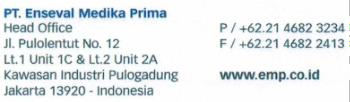 PT. Enseval Medika Prima
Head Office
Jl. Pulolentut No. 12
Lt.1 Unit 1C & Lt.2 Unit 2A
Kawasan Industri Pulogadung
Jakarta 13920 - Indonesia
P / +62.21 4682 3234
F / +62.21 4682 2413
www.emp.co.id